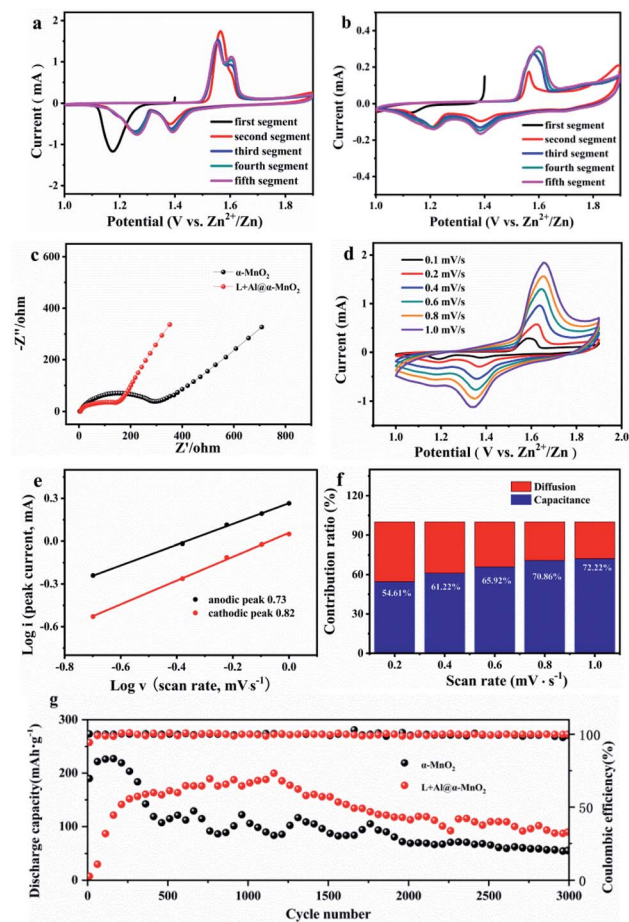 a
2
1
0
-1
-2
Current ( mA)
first segment
second segment
third segment
fourth segment
fifth segment
1.0 1.2 1.4 1.6 1.8
Potential (V vs. Zn2+/Zn)
b
0.4
0.2
0.0
-0.2
-0.4
Current (mA)
first segment
second segment
third segment
fourth segment
fifth segment
1.0 1.2 1.4 1.6 1.8
Potential (V vs. Zn2+/Zn)
c
400
300
200
100
0
-Z''/ohm
α-MnO2
L+Al@α-MnO2
0 200 400 600 800
Z'/ohm
d
2
1
0
-1
Current (mA)
0.1 mV/s
0.2 mV/s
0.4 mV/s
0.6 mV/s
0.8 mV/s
1.0 mV/s
1.0 1.2 1.4 1.6 1.8 2.0
Potential ( V vs. Zn2+/Zn)
e
0.3
0.0
-0.3
-0.6
Log i (peak current, mA)
anodic peak 0.73
cathodic peak 0.82
-0.8 -0.6 -0.4 -0.2 0.0
Log v (scan rate, mV·s-1)
f
120
90
60
30
0
Contribution ratio (%)
Diffusion
Capacitance
54.61%
61.22%
65.92%
70.86%
72.22%
0.2 0.4 0.6 0.8 1.0
Scan rate (mV · s-1)
g
300
200
100
0
Discharge capacity(mAh·g-1)
α-MnO2
L+Al@α-MnO2
100
50
0
Coulombic efficiency(%)
0 500 1000 1500 2000 2500 3000
Cycle number